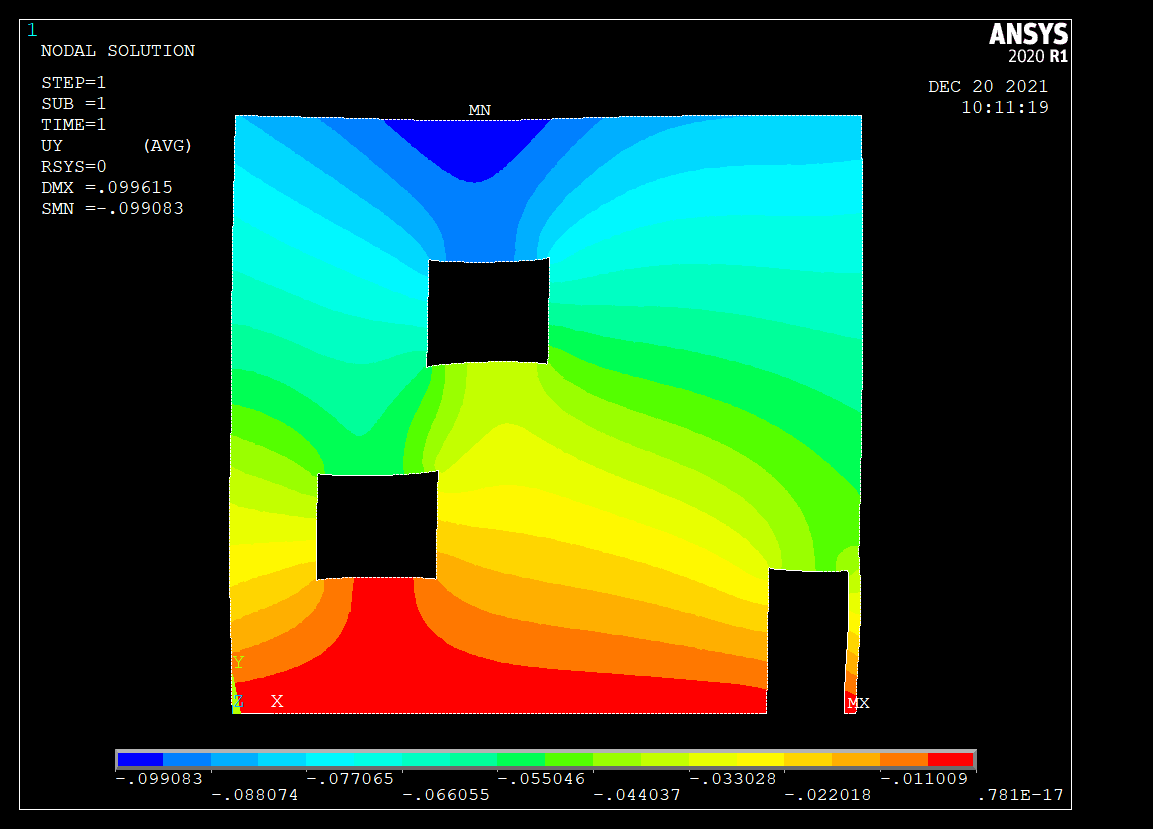 1
ANSYS
2020 R1
NODAL SOLUTION
STEP=1
SUB =1
TIME=1
UY (AVG)
RSYS=0
DMX =.099615
SMN =-.099083
DEC 20 2021
10:11:19
MN
Y
Z X
MX
-.099083 -.077065 -.055046 -.033028 -.011009
-.088074 -.066055 -.044037 -.022018 .781E-17